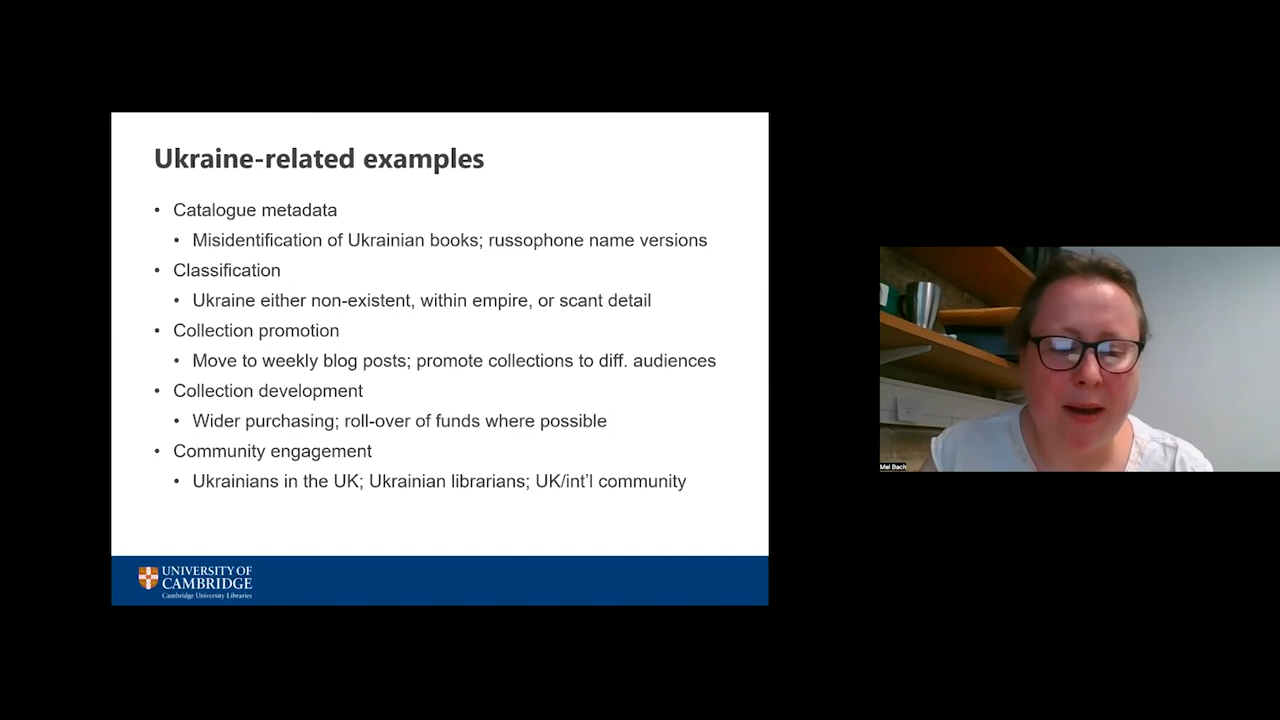 Ukraine-related examples
• Catalogue metadata
• Misidentification of Ukrainian books; russophone name versions
• Classification
• Ukraine either non-existent, within empire, or scant detail
• Collection promotion
• Move to weekly blog posts; promote collections to diff. audiences
• Collection development
• Wider purchasing; roll-over of funds where possible
• Community engagement
• Ukrainians in the UK; Ukrainian librarians; UK/int’l community
UNIVERSITY OF
CAMBRIDGE
Cambridge University Libraries
Mel Bach